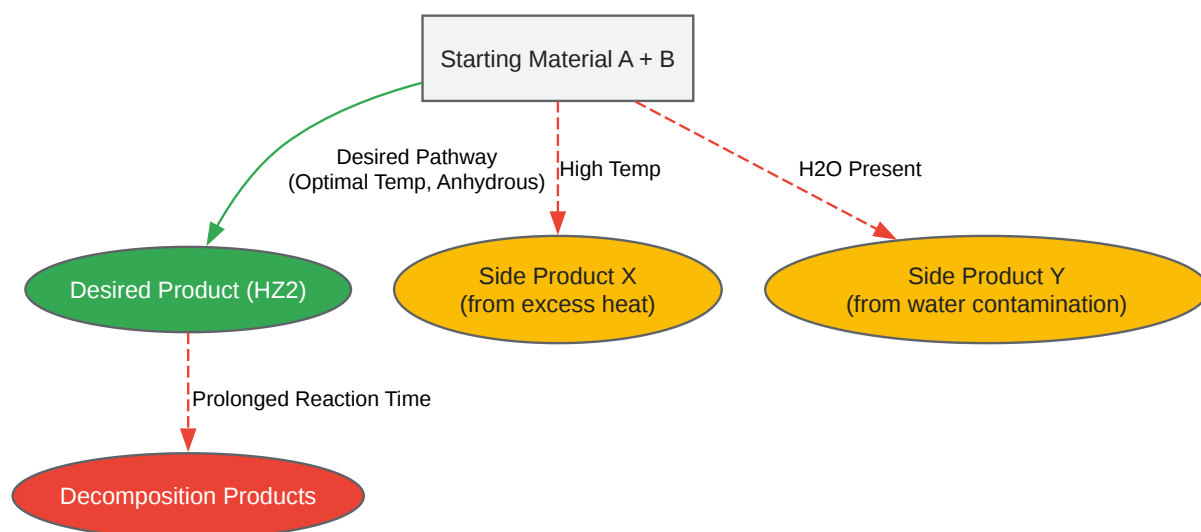 Starting Material A + B
Desired Pathway
(Optimal Temp, Anhydrous)
High Temp
H2O Present
Desired Product (HZ2)
Side Product X
(from excess heat)
Side Product Y
(from water contamination)
Prolonged Reaction Time
Decomposition Products